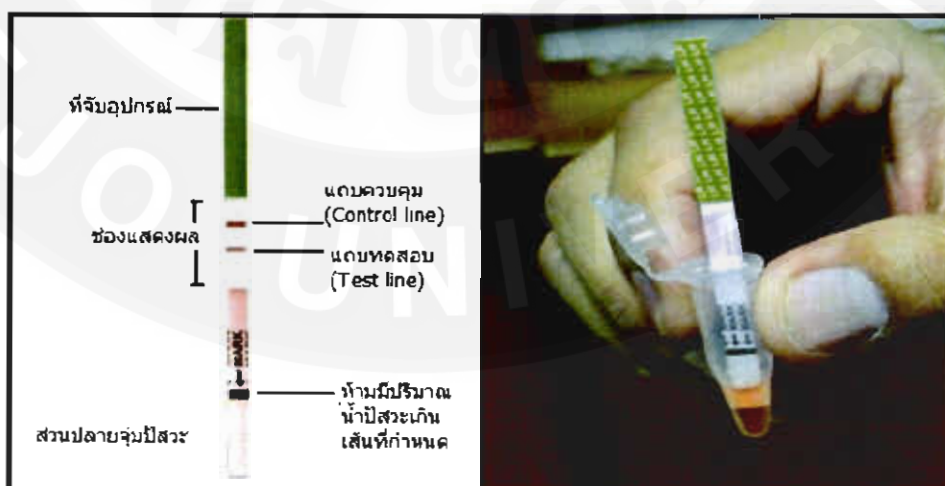 ที่จับอุปกรณ์
แถบควบคุม
(Control line)
ช่องแสดงผล
แถบทดสอบ
(Test line)
MARK
ห้ามมีปริมาณ
น้ำปัสสาวะเกิน
เส้นที่กำหนด
ส่วนปลายจุ่มปัสสาวะ
JO UNIVERS